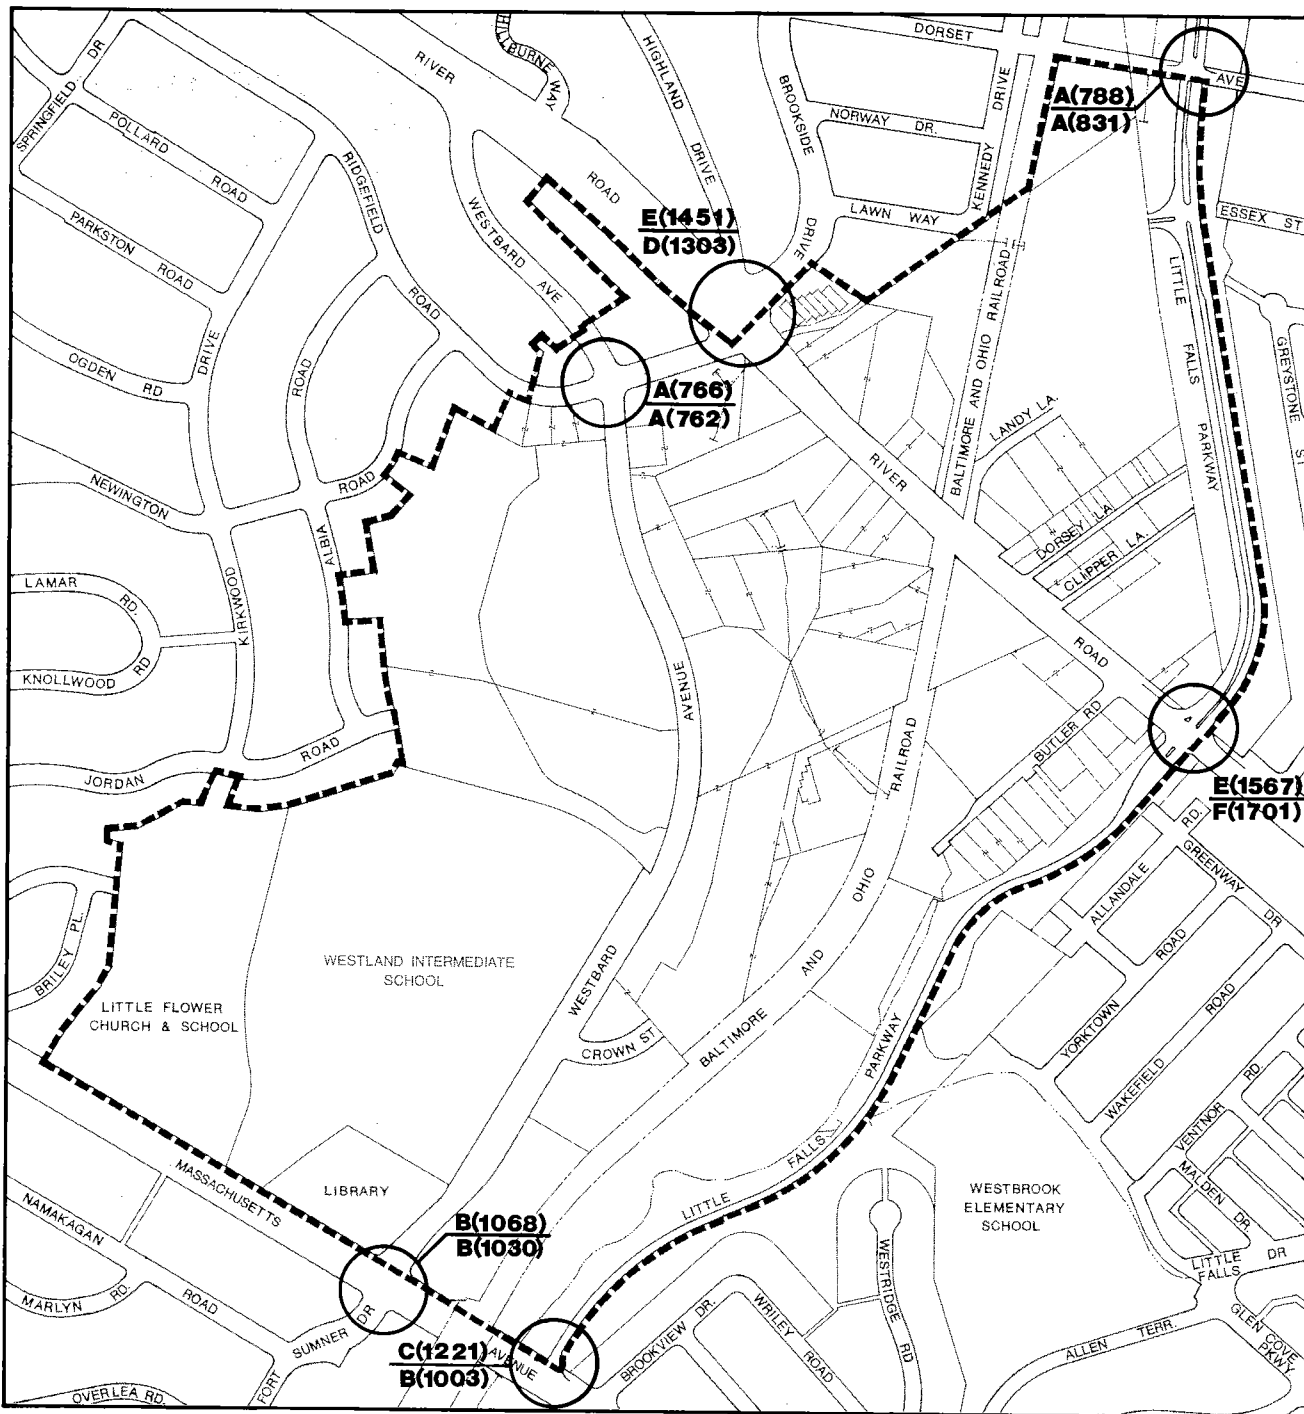 SPRINGFIELD DR
POLLARD ROAD
PARKSTON ROAD
OGDEN RD
DRIVE
NEWINGTON
LAMAR RD.
KNOLLWOOD RD
KIRKWOOD
JORDAN ROAD
ALBIA
ROAD
ROAD
RIDGEFIELD
ROAD
RIVER
ROAD
WESTBARD AVE
HIGHLAND DRIVE
BROOKSIDE
DRIVE
DORSET
AVE
NORWAY DR.
LAWN WAY
KENNEDY DRIVE
A(788)
A(831)
ESSEX ST
E(1451)
D(1303)
A(766)
A(762)
LITTLE FALLS PARKWAY
GREYSTONE ST
BALTIMORE AND OHIO RAILROAD
LANDY LA.
DORSEY LA.
CLIPPER LA.
RIVER
ROAD
BUTLER RD
E(1567)
F(1701)
AVENUE
RAILROAD
OHIO
AND
BALTIMORE
WESTBARD
CROWN ST
BRILEY PL.
LITTLE FLOWER
CHURCH & SCHOOL
WESTLAND INTERMEDIATE
SCHOOL
LIBRARY
PARKWAY
FALLS
LITTLE
RD.
ALLANDALE
GREENWAY DR
YORKTOWN ROAD
WAKEFIELD ROAD
VENTNOR RD.
MALDEN DR.
LITTLE
FALLS
DR
GLEN COVE
PKWY
ALLEN TERR.
WESTBROOK
ELEMENTARY
SCHOOL
WESTRIDGE RD
MASSACHUSETTS
AVENUE
NAMAKAGAN
ROAD
MARLYN RD.
OVERLEA RD.
FORT SUMNER DR
B(1068)
B(1030)
C(1221)
B(1003)
BROOKVIEW DR.
WRILEY ROAD